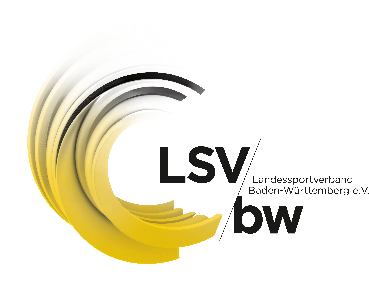 LSV/
Landessportverband
Baden-Württemberg e.V.
/bw